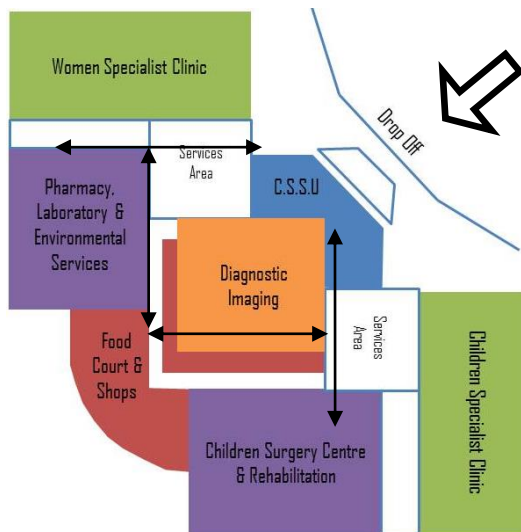 Women Specialist Clinic
Drop Off
Services
Area
Pharmacy,
Laboratory &
Environmental
Services
C.S.S.U
Diagnostic
Imaging
Services
Area
Food
Court &
Shops
Children Specialist Clinic
Children Surgery Centre
& Rehabilitation